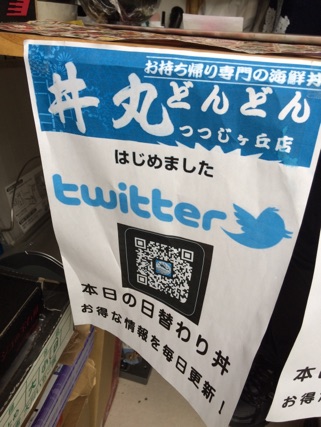 お持ち帰り専門の海鮮丼
丼丸どんどん
つつじヶ丘店
はじめました
twitter
本日の日替わり丼
お得な情報を毎日更新!
本
お得